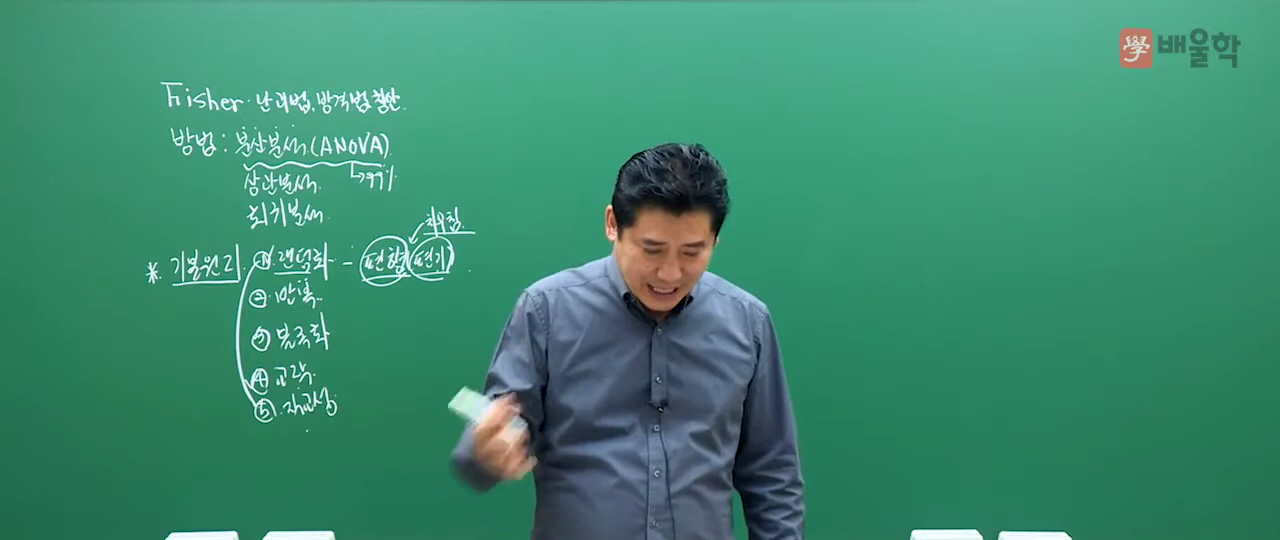 배울학
Fisher. 난괴법, 방격법 창안.
방법: 분산분석(ANOVA)
↳99%
상관분석.
회귀분석.
치우침.
* 기본원리 ① 랜덤화 - 편향(편기)
② 반복.
③ 블록화
④ 교락.
⑤ 직교성